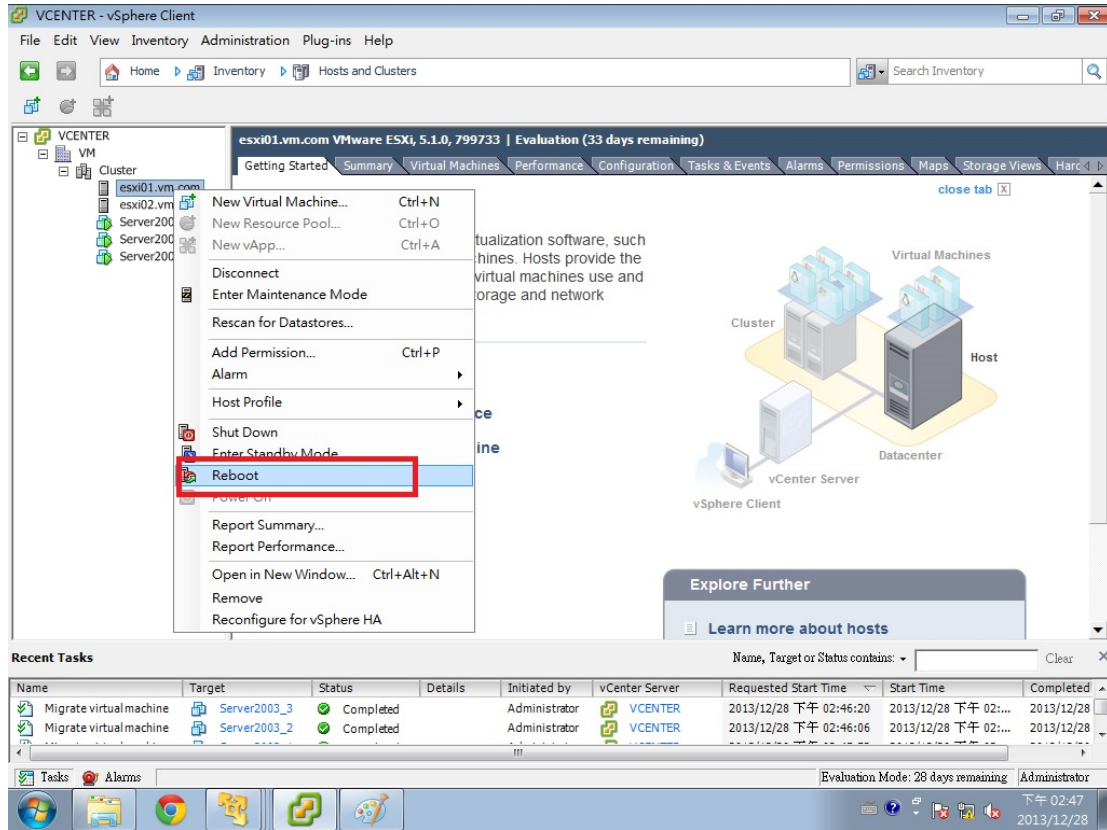 VCENTER - vSphere Client
File Edit View Inventory Administration Plug-ins Help
Home Inventory Hosts and Clusters
Search Inventory
VCENTER
VM
Cluster
esxi01.vm.com
esxi02.vm
Server200
Server200
Server200
esxi01.vm.com VMware ESXi, 5.1.0, 799733 | Evaluation (33 days remaining)
Getting Started Summary Virtual Machines Performance Configuration Tasks & Events Alarms Permissions Maps Storage Views Hard
close tab X
New Virtual Machine... Ctrl+N
New Resource Pool... Ctrl+O
New vApp... Ctrl+A
Disconnect
Enter Maintenance Mode
Rescan for Datastores...
Add Permission... Ctrl+P
Alarm
Host Profile
Shut Down
Enter Standby Mode
Reboot
Power On
Report Summary...
Report Performance...
Open in New Window... Ctrl+Alt+N
Remove
Reconfigure for vSphere HA
tualization software, such
hines. Hosts provide the
virtual machines use and
torage and network
ce
ine
Virtual Machines
Cluster
Host
Datacenter
vCenter Server
vSphere Client
Explore Further
Learn more about hosts
Recent Tasks
Name, Target or Status contains: Clear
Name Target Status Details Initiated by vCenter Server Requested Start Time Start Time Completed
Migrate virtual machine Server2003_3 Completed Administrator VCENTER 2013/12/28 下午 02:46:20 2013/12/28 下午 02:... 2013/12/28
Migrate virtual machine Server2003_2 Completed Administrator VCENTER 2013/12/28 下午 02:46:06 2013/12/28 下午 02:... 2013/12/28
Tasks Alarms
Evaluation Mode: 28 days remaining Administrator
下午 02:47
2013/12/28